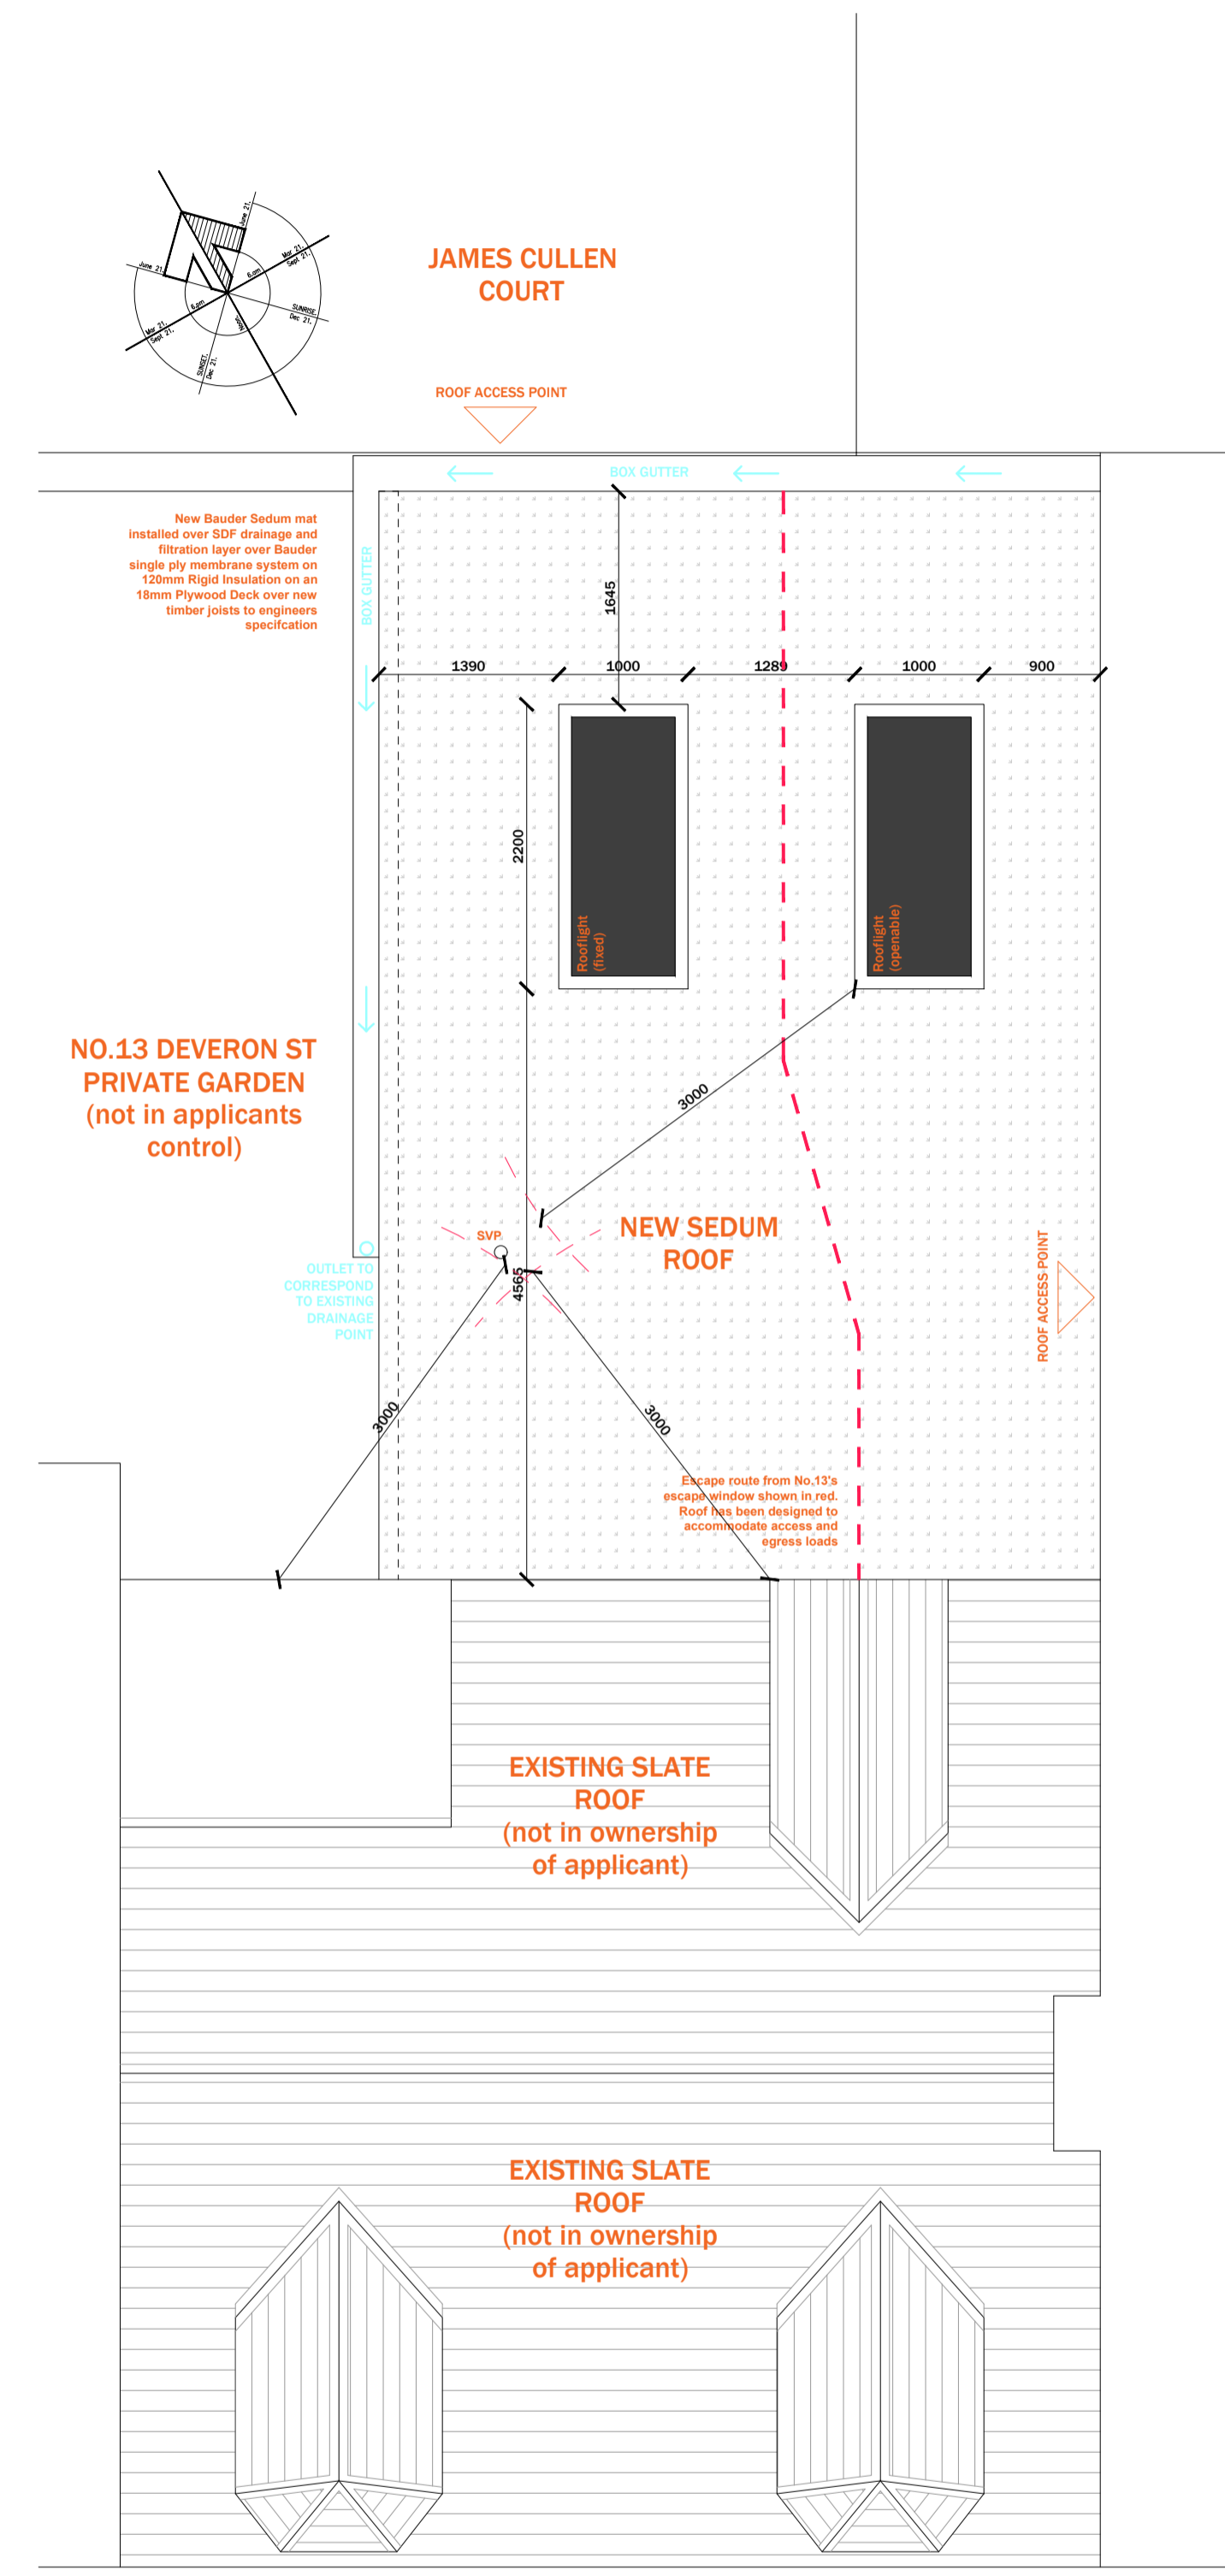 JAMES CULLEN
COURT
June 21.
June 21.
Mar 21.
Sept 21.
6.am
6.pm
noon
SUNRISE.
Dec 21.
Mar 21.
Sept 21.
SUNSET.
Dec 21.
ROOF ACCESS POINT
BOX GUTTER
New Bauder Sedum mat
installed over SDF drainage and
filtration layer over Bauder
single ply membrane system on
120mm Rigid Insulation on an
18mm Plywood Deck over new
timber joists to engineers
specifcation
BOX GUTTER
1645
1390
1000
1289
1000
900
2200
Rooflight
(fixed)
Rooflight
(openable)
NO.13 DEVERON ST
PRIVATE GARDEN
(not in applicants
control)
3000
NEW SEDUM
ROOF
SVP
4565
OUTLET TO
CORRESPOND
TO EXISTING
DRAINAGE
POINT
ROOF ACCESS POINT
3000
3000
Escape route from No.13's
escape window shown in red.
Roof has been designed to
accommodate access and
egress loads
EXISTING SLATE
ROOF
(not in ownership
of applicant)
EXISTING SLATE
ROOF
(not in ownership
of applicant)